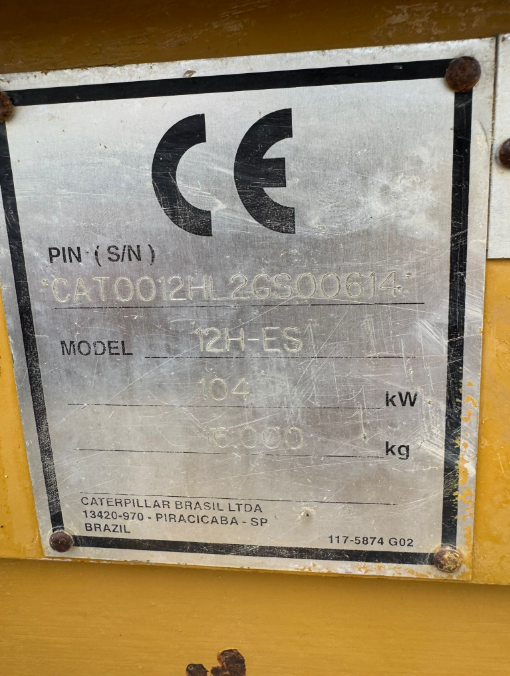 CE
PIN (S/N)
*CAT0012HL2GS00614*
MODEL 12H-ES
104 kW
kg
CATERPILLAR BRASIL LTDA
13420-970 - PIRACICABA - SP
BRAZIL
117-5874 G02